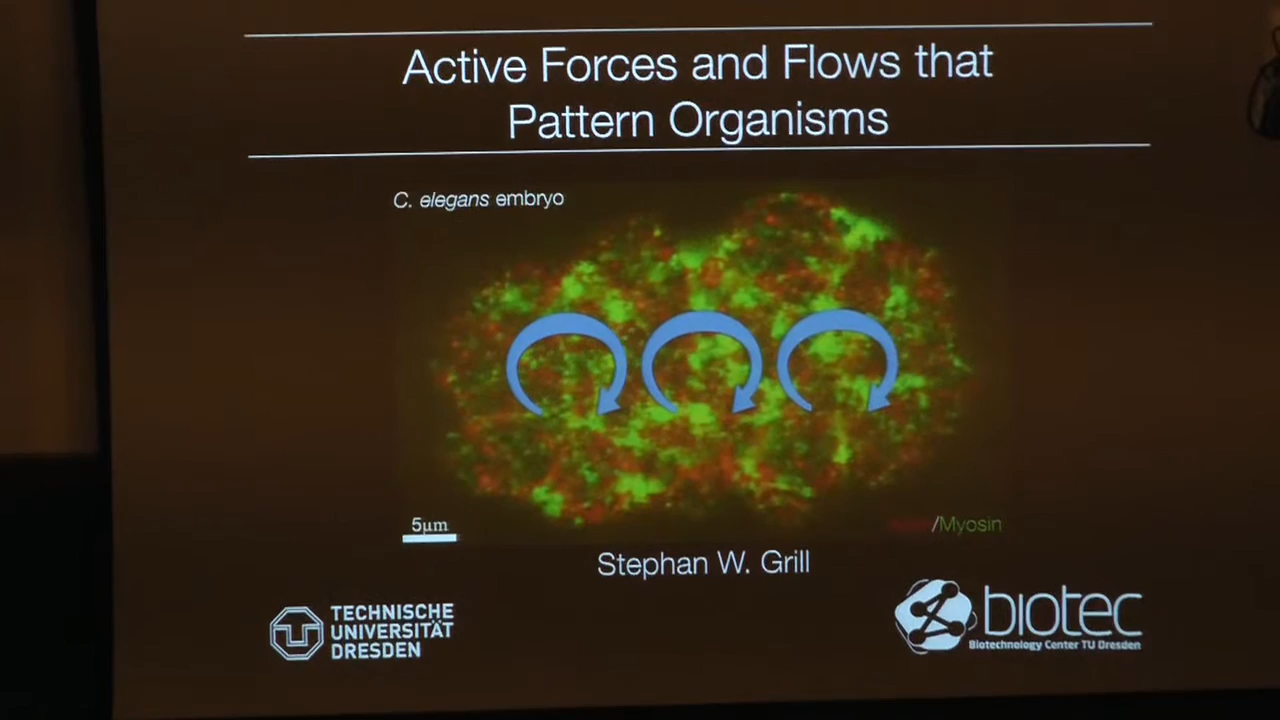 Active Forces and Flows that
Pattern Organisms
C. elegans embryo
5μm
/Myosin
Stephan W. Grill
TECHNISCHE
UNIVERSITÄT
DRESDEN
biotec
Biotechnology Center TU Dresden